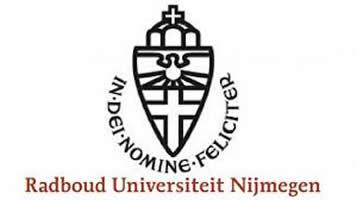 IN·DEI·NOMINE·FELICITER
Radboud Universiteit Nijmegen